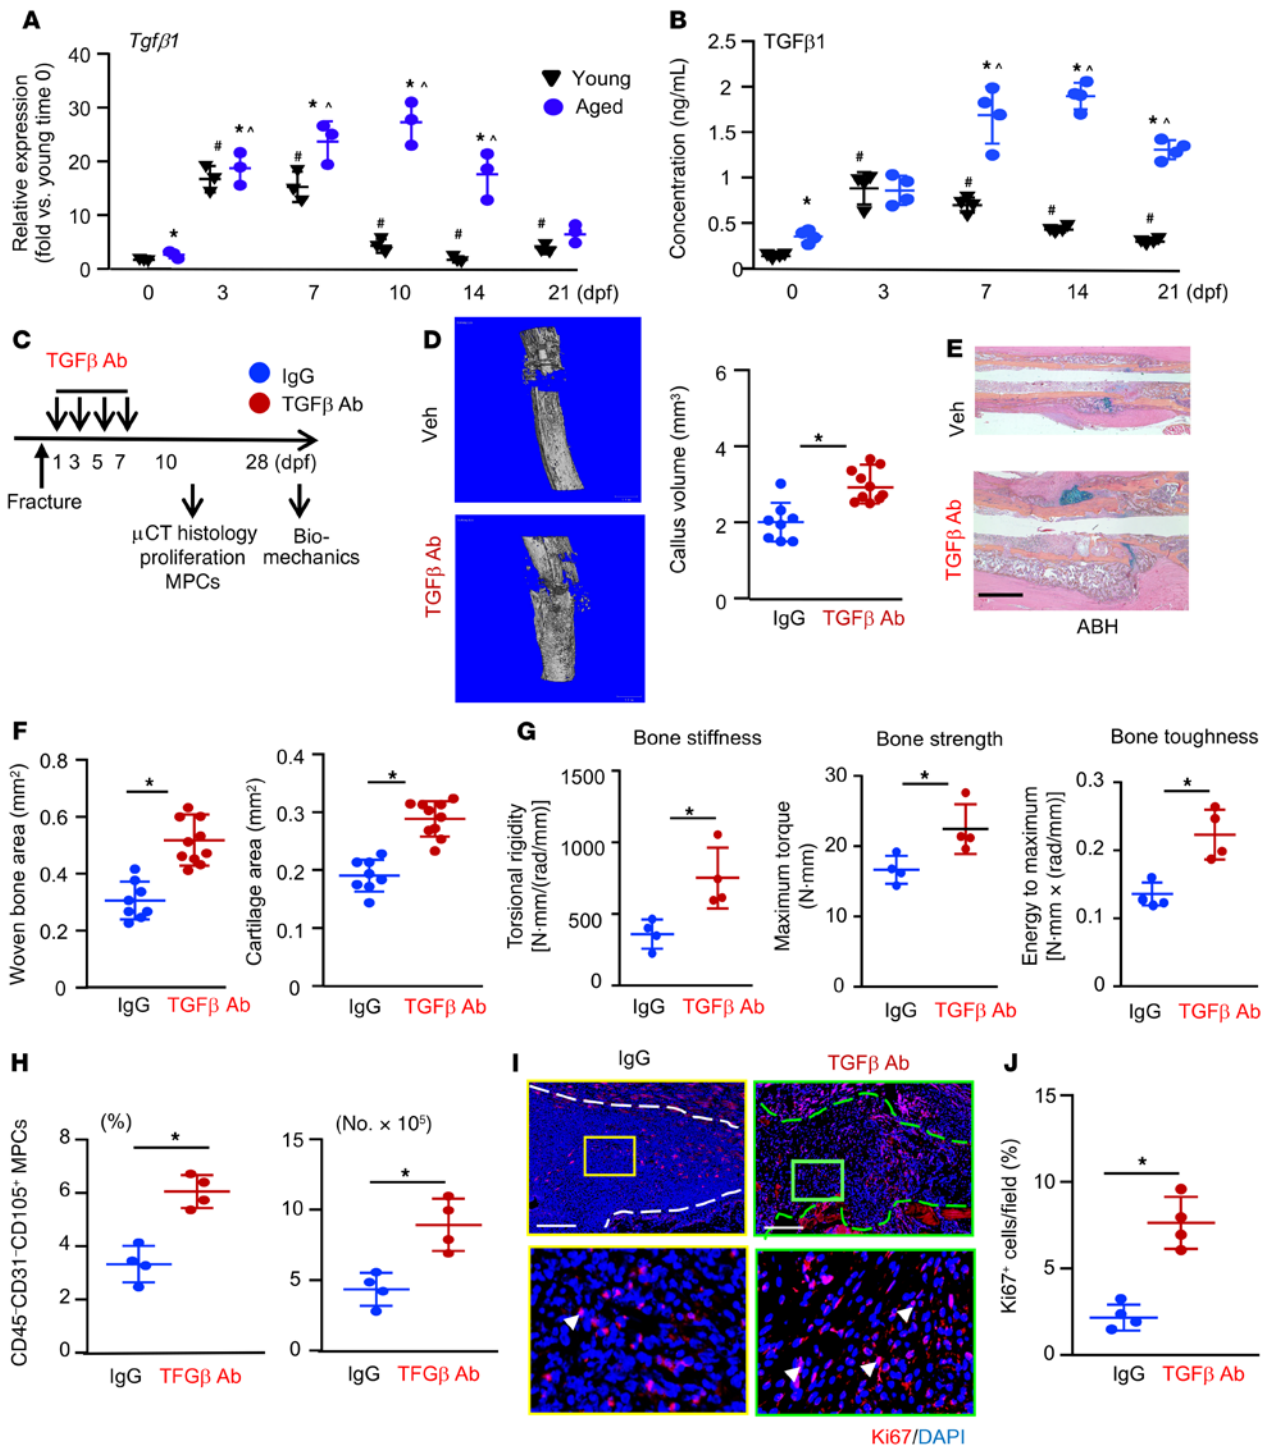 A
Tgfβ1
Relative expression
(fold vs. young time 0)
40
30
20
10
0
* 
#
* ^
#
* ^
#
* ^
#
* ^
#
0 3 7 10 14 21 (dpf)
Young
Aged
B
TGFβ1
Concentration (ng/mL)
2.5
2
1.5
1
0.5
0
*
#
* ^
#
* ^
#
* ^
#
0 3 7 14 21 (dpf)
C
TGFβ Ab
IgG
TGFβ Ab
1 3 5 7 10 28 (dpf)
Fracture
μCT histology
proliferation
MPCs
Bio-
mechanics
D
Veh
TGFβ Ab
Callus volume (mm³)
6
4
2
0
*
IgG TGFβ Ab
E
Veh
TGFβ Ab
ABH
F
Woven bone area (mm²)
0.8
0.6
0.4
0.2
0
*
IgG TGFβ Ab
Cartilage area (mm²)
0.4
0.3
0.2
0.1
0
*
IgG TGFβ Ab
G
Bone stiffness
Torsional rigidity
[N·mm/(rad/mm)]
1500
1000
500
0
*
IgG TGFβ Ab
Bone strength
Maximum torque
(N·mm)
30
20
10
0
*
IgG TGFβ Ab
Bone toughness
Energy to maximum
[N·mm × (rad/mm)]
0.3
0.2
0.1
0
*
IgG TGFβ Ab
H
CD45⁻CD31⁻CD105⁺ MPCs
(%)
8
6
4
2
0
*
IgG TFGβ Ab
(No. × 10⁵)
15
10
5
0
*
IgG TFGβ Ab
I
IgG
TGFβ Ab
Ki67/DAPI
J
Ki67⁺ cells/field (%)
15
10
5
0
*
IgG TGFβ Ab